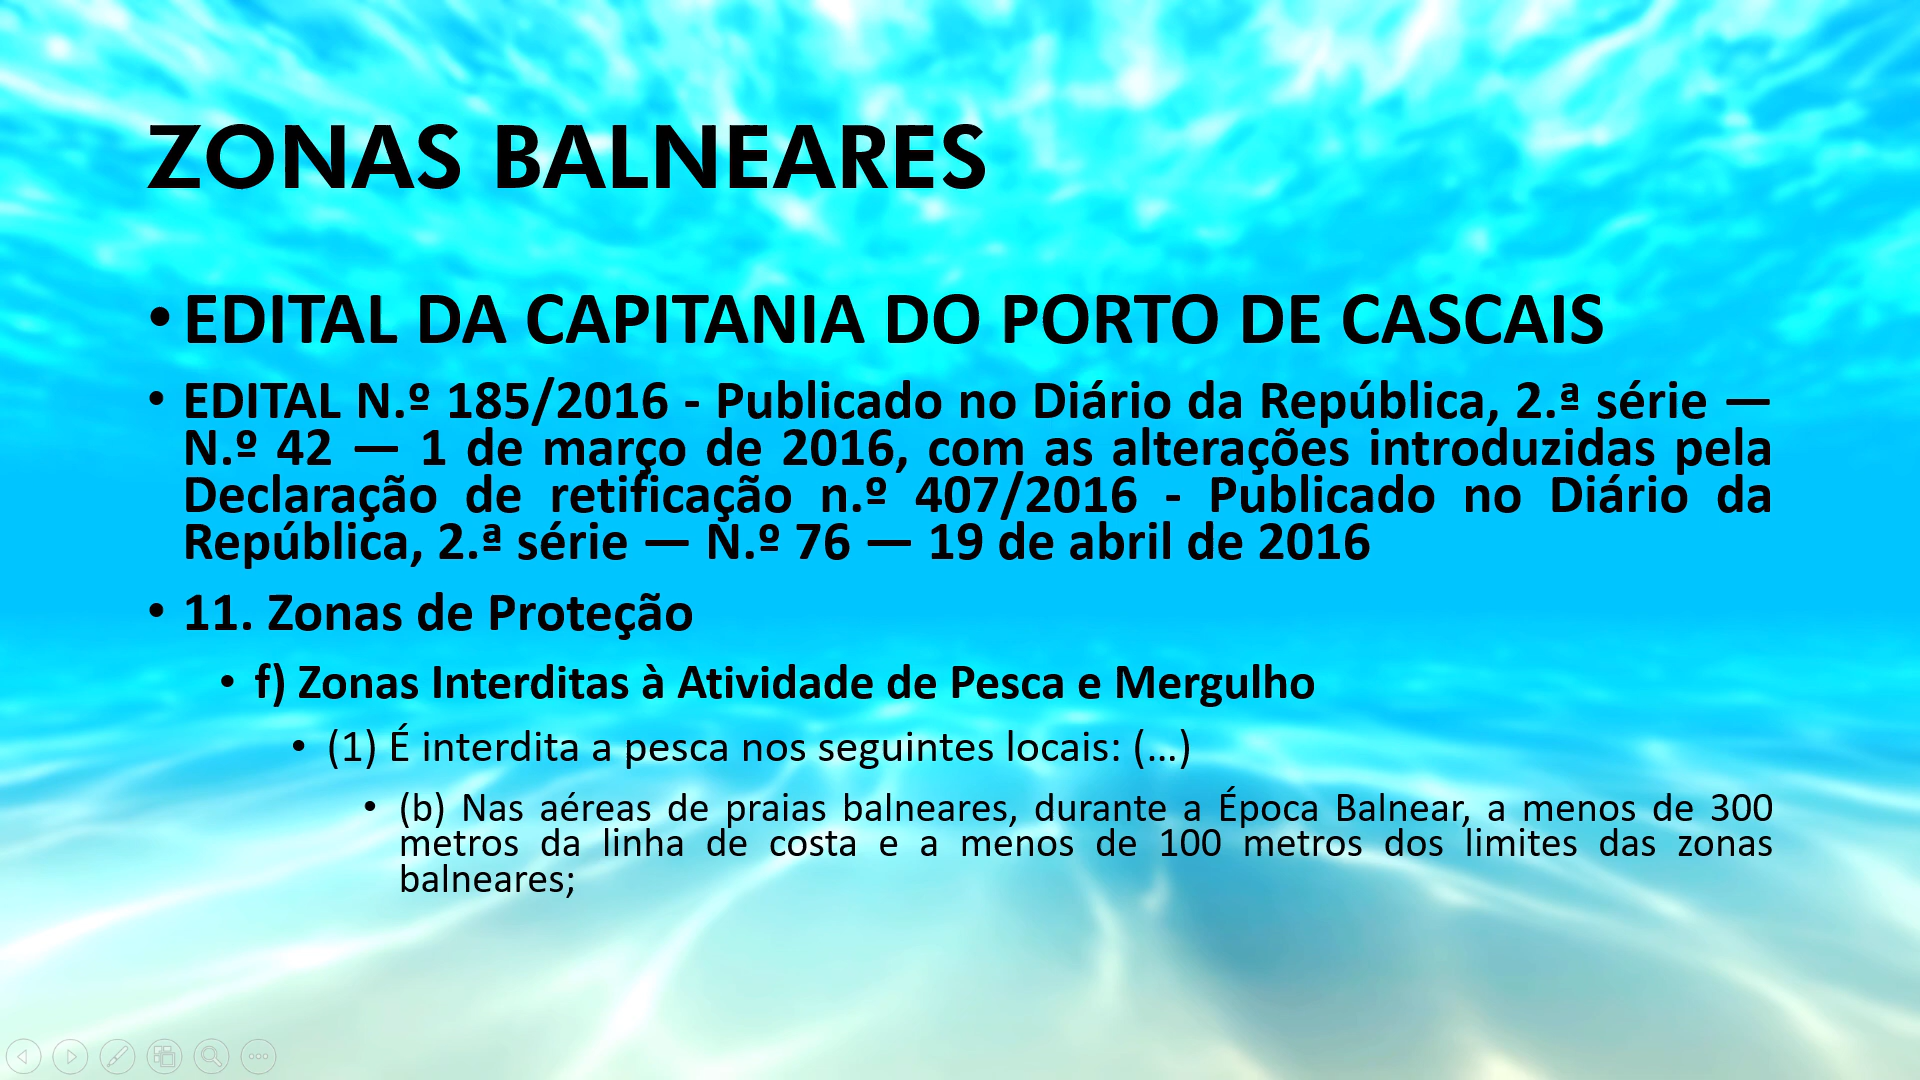 ZONAS BALNEARES
• EDITAL DA CAPITANIA DO PORTO DE CASCAIS
• EDITAL N.º 185/2016 - Publicado no Diário da República, 2.ª série —
N.º 42 — 1 de março de 2016, com as alterações introduzidas pela
Declaração de retificação n.º 407/2016 - Publicado no Diário da
República, 2.ª série — N.º 76 — 19 de abril de 2016
• 11. Zonas de Proteção
• f) Zonas Interditas à Atividade de Pesca e Mergulho
• (1) É interdita a pesca nos seguintes locais: (…)
• (b) Nas aéreas de praias balneares, durante a Época Balnear, a menos de 300
metros da linha de costa e a menos de 100 metros dos limites das zonas
balneares;